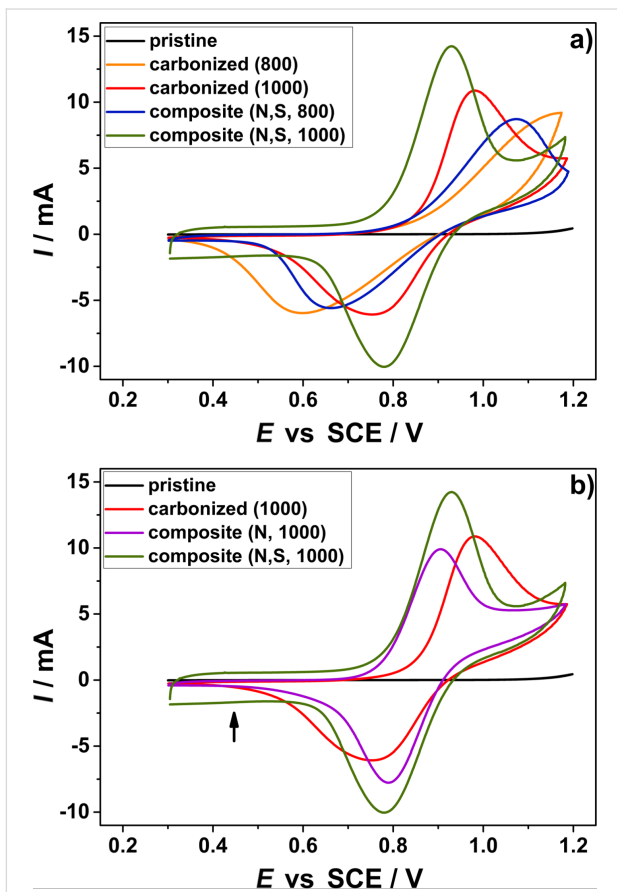 a)
pristine
carbonized (800)
carbonized (1000)
composite (N,S, 800)
composite (N,S, 1000)
15
10
5
0
-5
-10
I / mA
0.2 0.4 0.6 0.8 1.0 1.2
E vs SCE / V
b)
pristine
carbonized (1000)
composite (N, 1000)
composite (N,S, 1000)
15
10
5
0
-5
-10
I / mA
0.2 0.4 0.6 0.8 1.0 1.2
E vs SCE / V